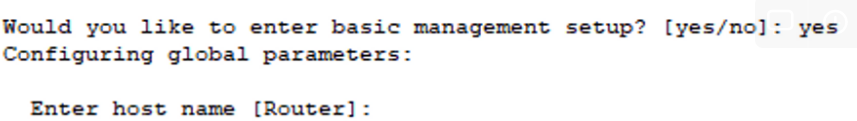 Would you like to enter basic management setup? [yes/no]: yes
Configuring global parameters:
Enter host name [Router]: